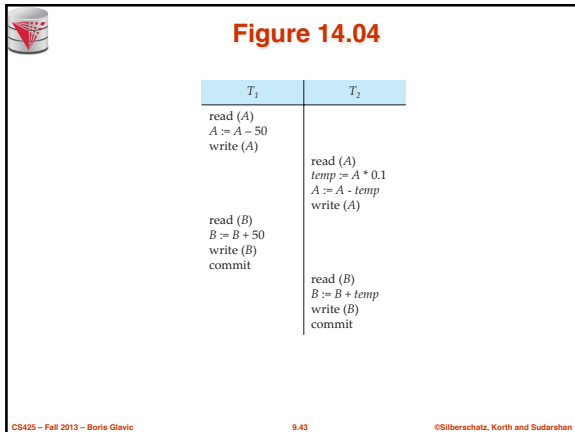 Figure 14.04
T1 T2
read (A)
A := A – 50
write (A)
read (A)
temp := A * 0.1
A := A - temp
write (A)
read (B)
B := B + 50
write (B)
commit
read (B)
B := B + temp
write (B)
commit
CS425 – Fall 2013 – Boris Glavic 9.43 ©Silberschatz, Korth and Sudarshan